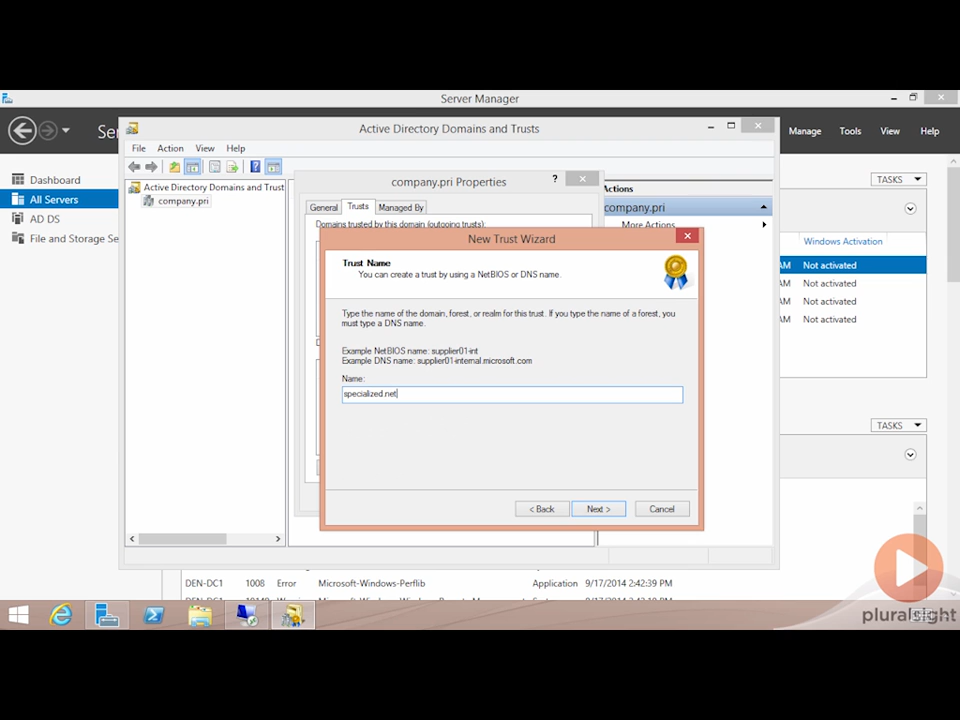 Server Manager
Manage Tools View Help
Active Directory Domains and Trusts
File Action View Help
Dashboard
All Servers
AD DS
File and Storage Se
Active Directory Domains and Trust
company.pri
company.pri Properties
?
General Trusts Managed By
Domains trusted by this domain (outgoing trusts):
Actions
company.pri
More Actions
TASKS
Windows Activation
AM Not activated
AM Not activated
AM Not activated
AM Not activated
TASKS
New Trust Wizard
Trust Name
You can create a trust by using a NetBIOS or DNS name.
Type the name of the domain, forest, or realm for this trust. If you type the name of a forest, you
must type a DNS name.
Example NetBIOS name: supplier01-int
Example DNS name: supplier01-internal.microsoft.com
Name:
specialized.net
< Back Next > Cancel
DEN-DC1 1008 Error Microsoft-Windows-Perflib Application 9/17/2014 2:42:39 PM
pluralsight